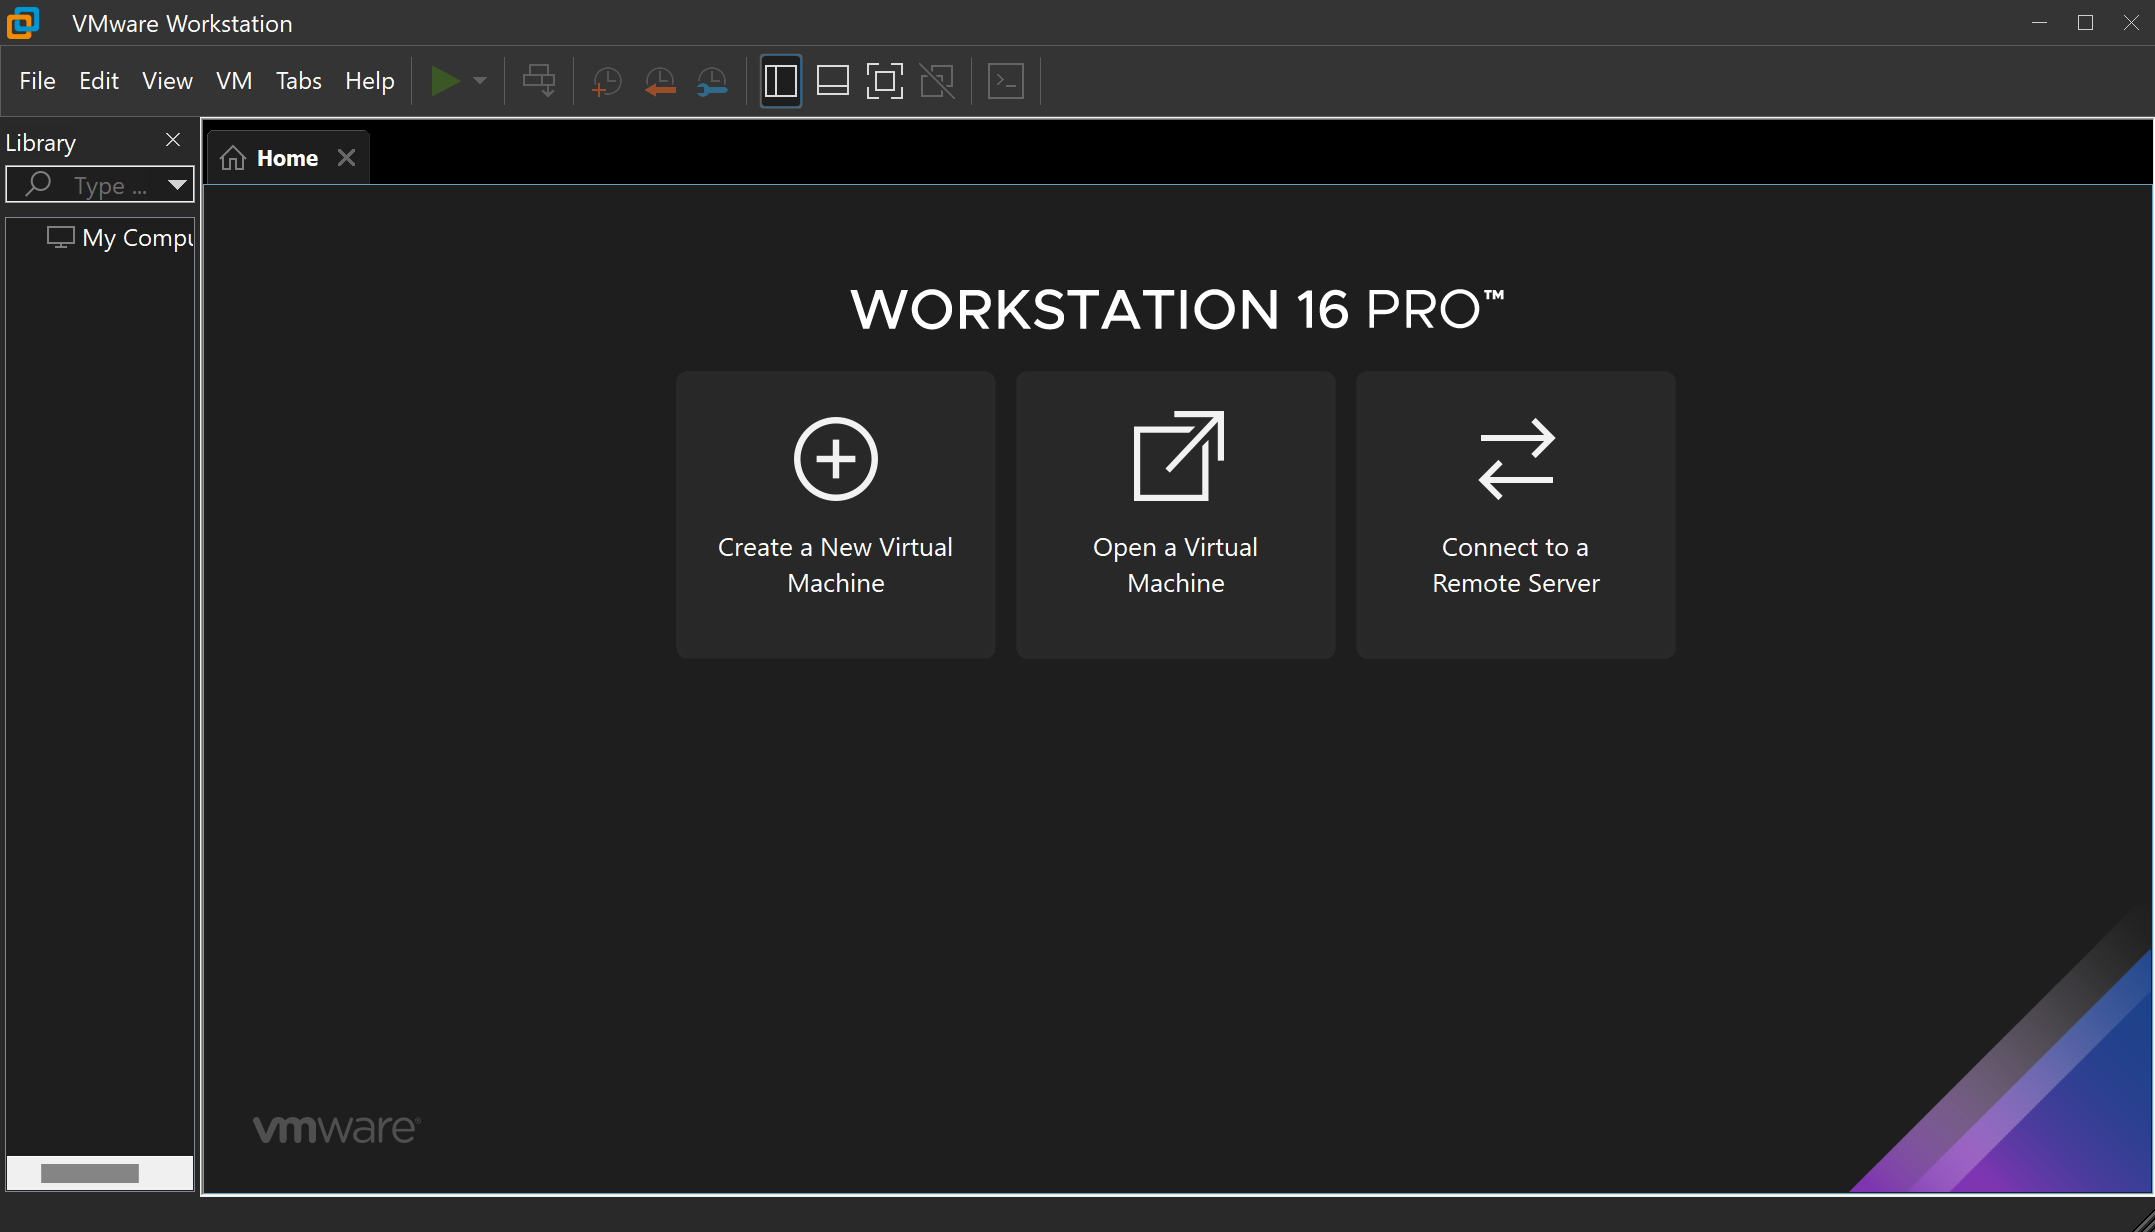 VMware Workstation
File Edit View VM Tabs Help
Library
Type ...
My Compu
Home
WORKSTATION 16 PRO™
Create a New Virtual
Machine
Open a Virtual
Machine
Connect to a
Remote Server
vmware®